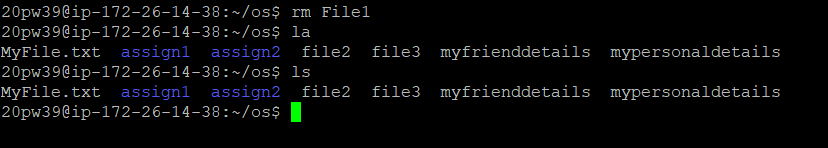 20pw39@ip-172-26-14-38:~/os$ rm File1
20pw39@ip-172-26-14-38:~/os$ la
MyFile.txt  assign1  assign2  file2  file3  myfrienddetails  mypersonaldetails
20pw39@ip-172-26-14-38:~/os$ ls
MyFile.txt  assign1  assign2  file2  file3  myfrienddetails  mypersonaldetails
20pw39@ip-172-26-14-38:~/os$